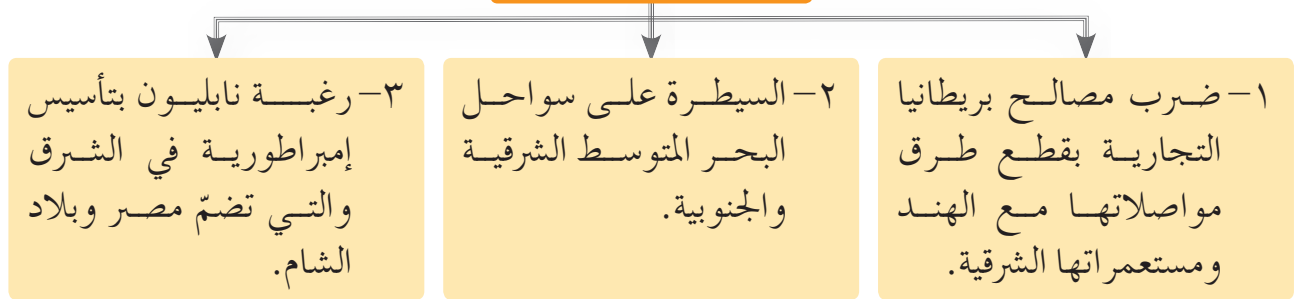 ١- ضرب مصالح بريطانيا
التجارية بقطع طرق
مواصلاتها مع الهند
ومستعمراتها الشرقية.
٢- السيطرة على سواحل
البحر المتوسط الشرقية
والجنوبية.
٣- رغبة نابليون بتأسيس
إمبراطورية في الشرق
والتي تضمّ مصر وبلاد
الشام.